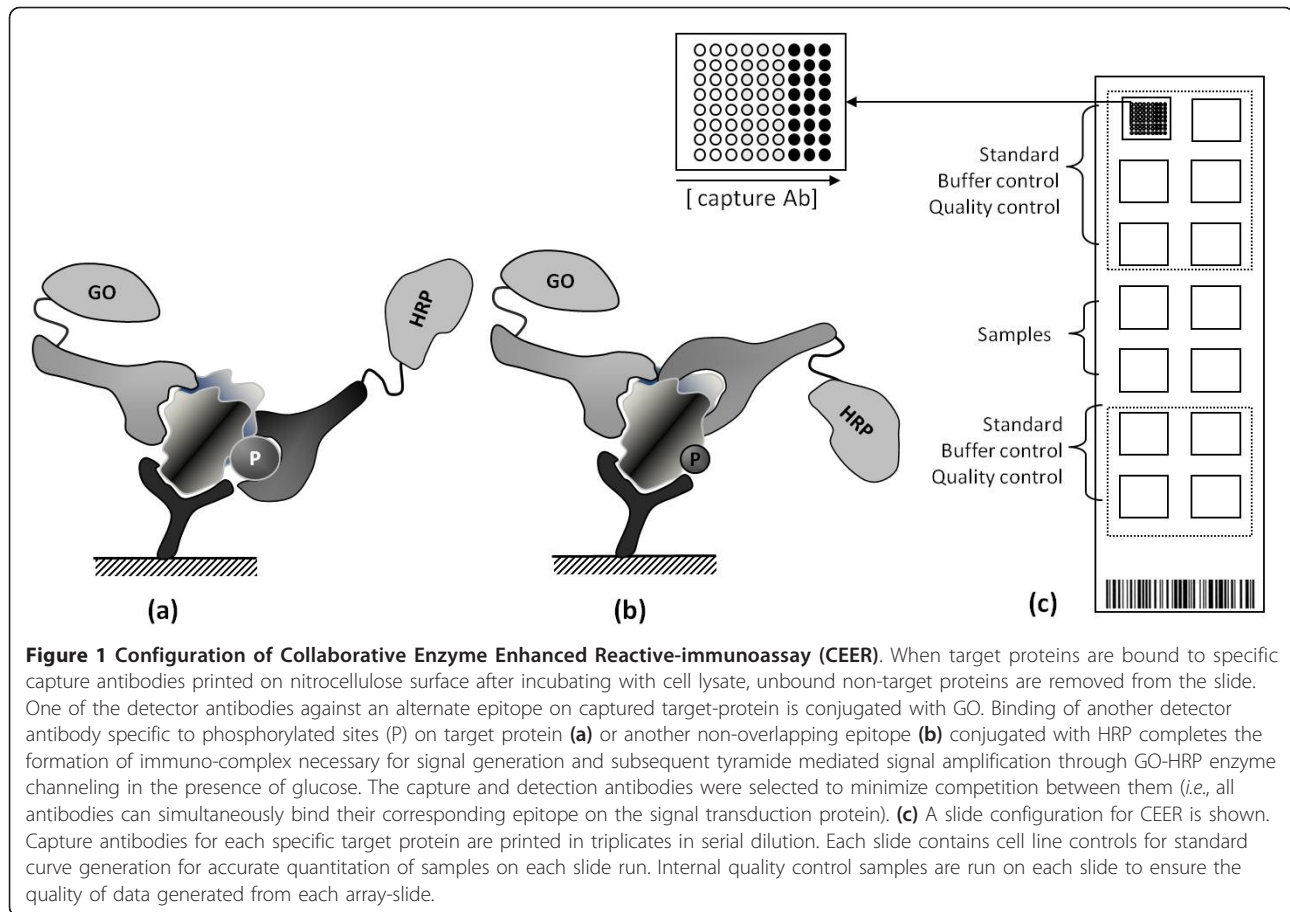 [ capture Ab]
Standard
Buffer control
Quality control
Samples
Standard
Buffer control
Quality control
GO
HRP
P
(a)
GO
HRP
P
(b)
(c)
Figure 1 Configuration of Collaborative Enzyme Enhanced Reactive-immunoassay (CEER). When target proteins are bound to specific
capture antibodies printed on nitrocellulose surface after incubating with cell lysate, unbound non-target proteins are removed from the slide.
One of the detector antibodies against an alternate epitope on captured target-protein is conjugated with GO. Binding of another detector
antibody specific to phosphorylated sites (P) on target protein (a) or another non-overlapping epitope (b) conjugated with HRP completes the
formation of immuno-complex necessary for signal generation and subsequent tyramide mediated signal amplification through GO-HRP enzyme
channeling in the presence of glucose. The capture and detection antibodies were selected to minimize competition between them (i.e., all
antibodies can simultaneously bind their corresponding epitope on the signal transduction protein). (c) A slide configuration for CEER is shown.
Capture antibodies for each specific target protein are printed in triplicates in serial dilution. Each slide contains cell line controls for standard
curve generation for accurate quantitation of samples on each slide run. Internal quality control samples are run on each slide to ensure the
quality of data generated from each array-slide.